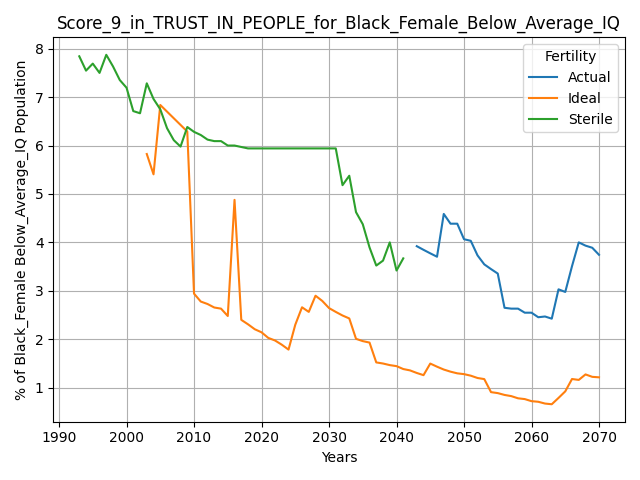 Score_9_in_TRUST_IN_PEOPLE_for_Black_Female_Below_Average_IQ
% of Black_Female Below_Average_IQ Population
8
7
6
5
4
3
2
1
Fertility
Actual
Ideal
Sterile
1990
2000
2010
2020
2030
2040
2050
2060
2070
Years